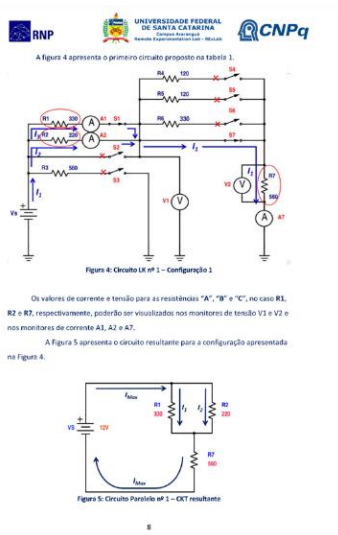 RNP
UNIVERSIDADE FEDERAL
DE SANTA CATARINA
Campus Araranguá
Remote Experimentation Lab - RExLab
CNPq
A figura 4 apresenta o primeiro circuito proposto na tabela 1.
R4 120 S4
R5 120 S5
R6 330 S6
R1 330 A A1 S1
R2 220 A A2 S7
S2
R3 560
S3
I1
I2
V1 V
V2 V
R7
560
A A7
Vs
Figura 4: Circuito LK nº 1 – Configuração 1
Os valores de corrente e tensão para as resistências "A", "B" e "C", no caso R1,
R2 e R7, respectivamente, poderão ser visualizados nos monitores de tensão V1 e V2 e
nos monitores de corrente A1, A2 e A7.
A Figura 5 apresenta o circuito resultante para a configuração apresentada
na Figura 4.
IMax
R1
330
I1
I2
R2
220
VS 12V
R7
560
IMax
Figura 5: Circuito Paralelo nº 1 – CKT resultante
8